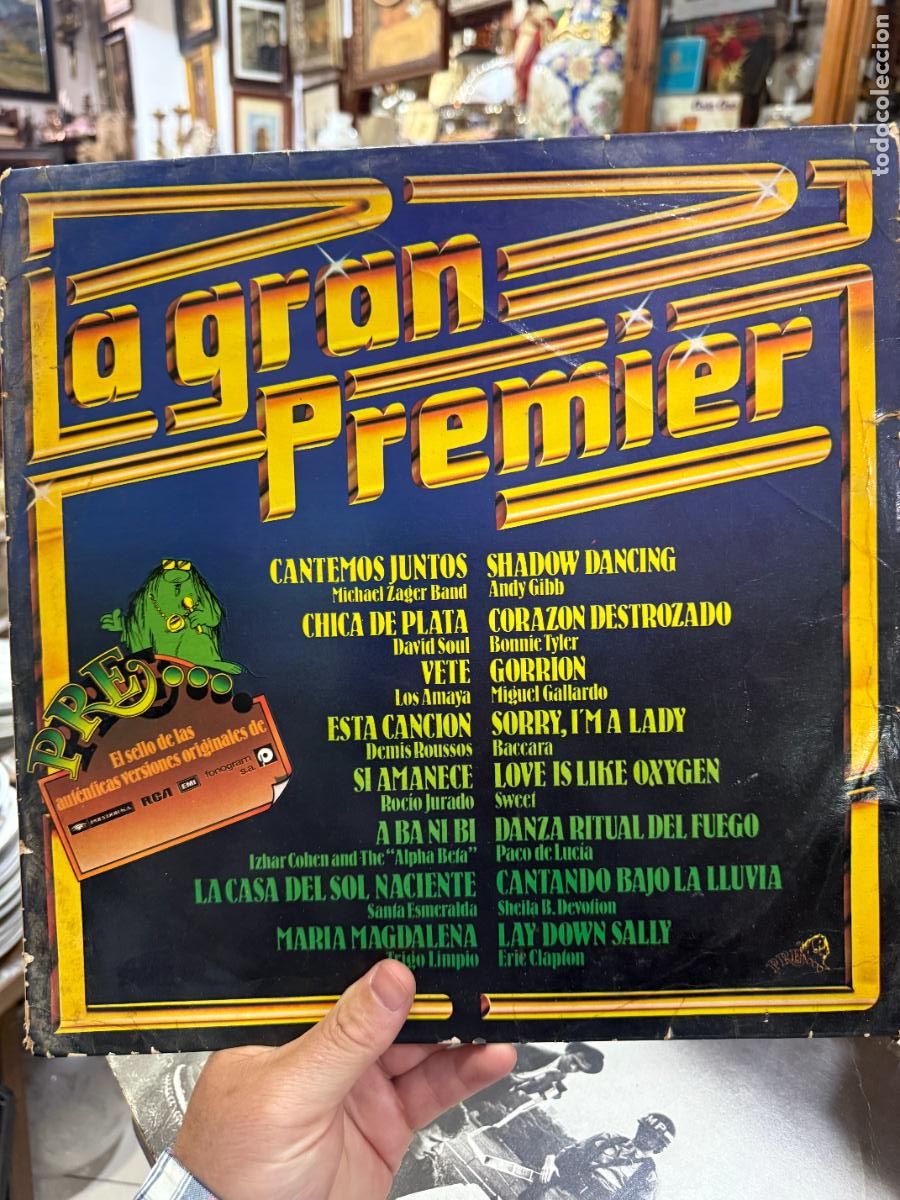 La gran
Premier
CANTEMOS JUNTOS
Michael Zager Band
CHICA DE PLATA
David Soul
VETE
Los Amaya
ESTA CANCION
Demis Roussos
SI AMANECE
Rocío Jurado
A BA NI BI
Izhar Cohen and The "Alpha Beta"
LA CASA DEL SOL NACIENTE
Santa Esmeralda
MARIA MAGDALENA
Trigo Limpio
SHADOW DANCING
Andy Gibb
CORAZON DESTROZADO
Bonnie Tyler
GORRION
Miguel Gallardo
SORRY, I'M A LADY
Baccara
LOVE IS LIKE OXYGEN
Sweet
DANZA RITUAL DEL FUEGO
Paco de Lucía
CANTANDO BAJO LA LLUVIA
Sheila B. Devotion
LAY DOWN SALLY
Eric Clapton
PRE...
El sello de las
auténticas versiones originales de
POLYDOR S.A. RCA EMI fonogram s.a.
PRE
MP
todocoleccion